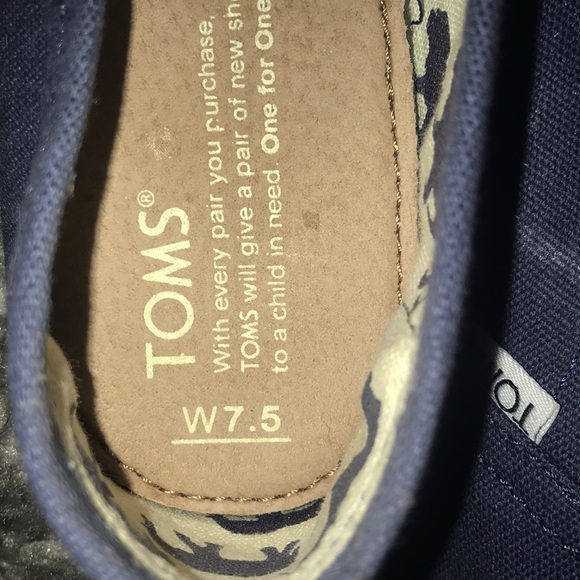 TOMS®
With every pair you purchase,
TOMS will give a pair of new
to a child in need. One for One
W7.5